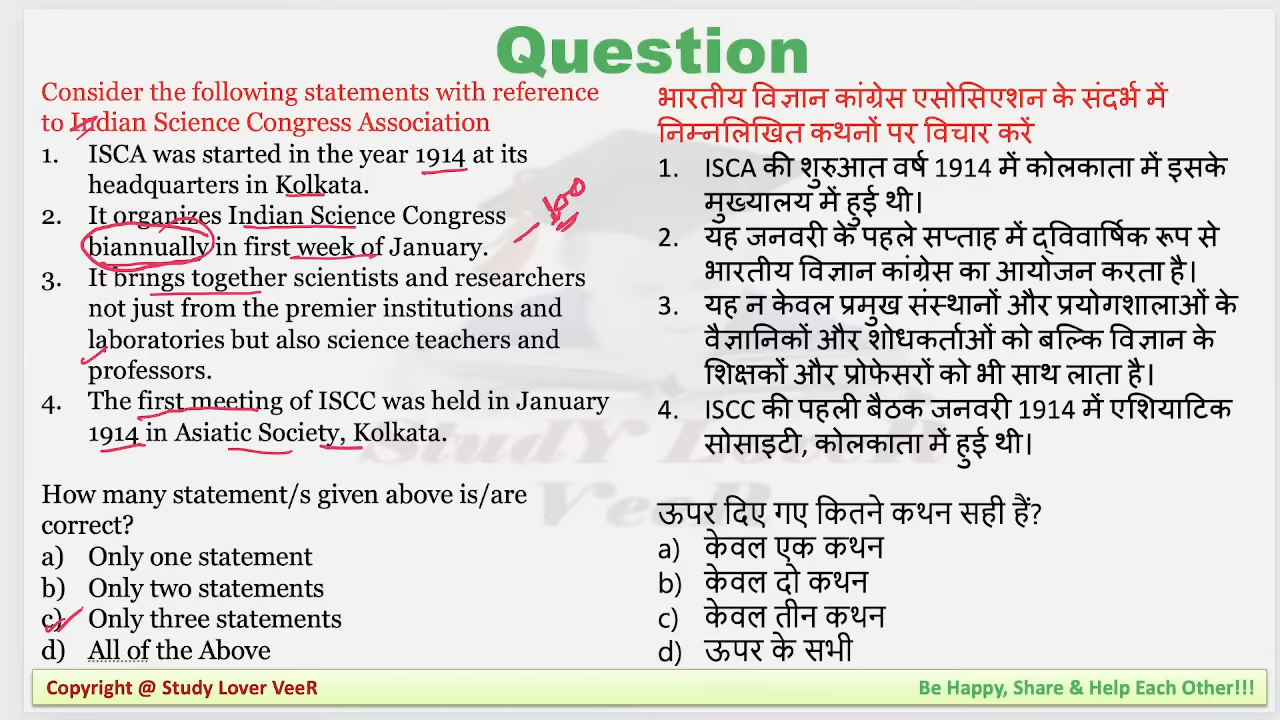 Question
Consider the following statements with reference
to Indian Science Congress Association
1. ISCA was started in the year 1914 at its
headquarters in Kolkata.
2. It organizes Indian Science Congress
biannually in first week of January.
3. It brings together scientists and researchers
not just from the premier institutions and
laboratories but also science teachers and
professors.
4. The first meeting of ISCC was held in January
1914 in Asiatic Society, Kolkata.
How many statement/s given above is/are
correct?
a) Only one statement
b) Only two statements
c) Only three statements
d) All of the Above
भारतीय विज्ञान कांग्रेस एसोसिएशन के संदर्भ में
निम्नलिखित कथनों पर विचार करें
1. ISCA की शुरुआत वर्ष 1914 में कोलकाता में इसके
मुख्यालय में हुई थी।
2. यह जनवरी के पहले सप्ताह में द्विवार्षिक रूप से
भारतीय विज्ञान कांग्रेस का आयोजन करता है।
3. यह न केवल प्रमुख संस्थानों और प्रयोगशालाओं के
वैज्ञानिकों और शोधकर्ताओं को बल्कि विज्ञान के
शिक्षकों और प्रोफेसरों को भी साथ लाता है।
4. ISCC की पहली बैठक जनवरी 1914 में एशियाटिक
सोसाइटी, कोलकाता में हुई थी।
ऊपर दिए गए कितने कथन सही हैं?
a) केवल एक कथन
b) केवल दो कथन
c) केवल तीन कथन
d) ऊपर के सभी
StudY LoveR
VeeR
Copyright @ Study Lover VeeR
Be Happy, Share & Help Each Other!!!